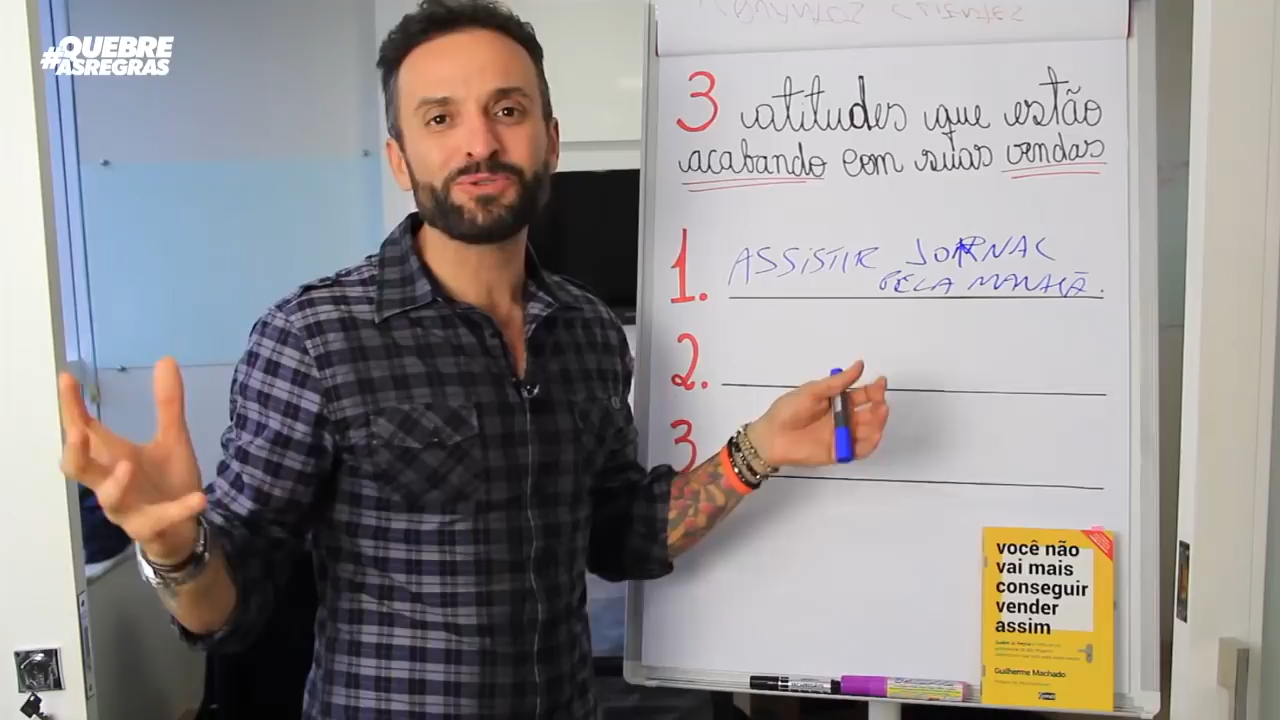 #QUEBRE
ASREGRAS
3 atitudes que estão
acabando com suas vendas
1. ASSISTIR JORNAL
PELA MANHÃ.
2.
3
você não
vai mais
conseguir
vender
assim
Guilherme Machado